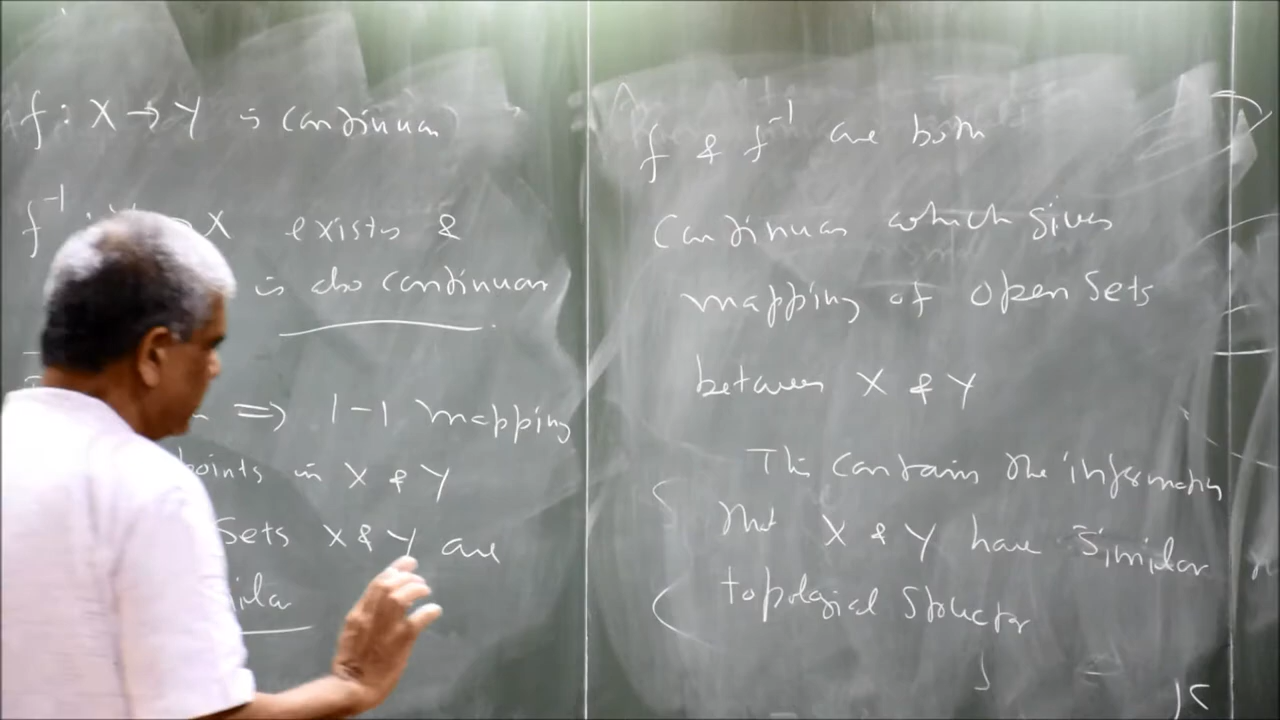 f : X → Y is continuous
f⁻¹ : X exists &
is also continuous
⇒ 1-1 mapping
points in X & Y
Sets X & Y are
f & f⁻¹ are both
continuous which gives
mapping of open sets
between X & Y
This contains the information
that X & Y have similar
topological structure